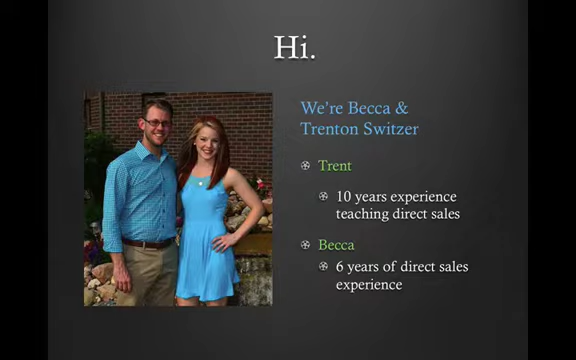 Hi.
We're Becca &
Trenton Switzer
Trent
10 years experience
teaching direct sales
Becca
6 years of direct sales
experience